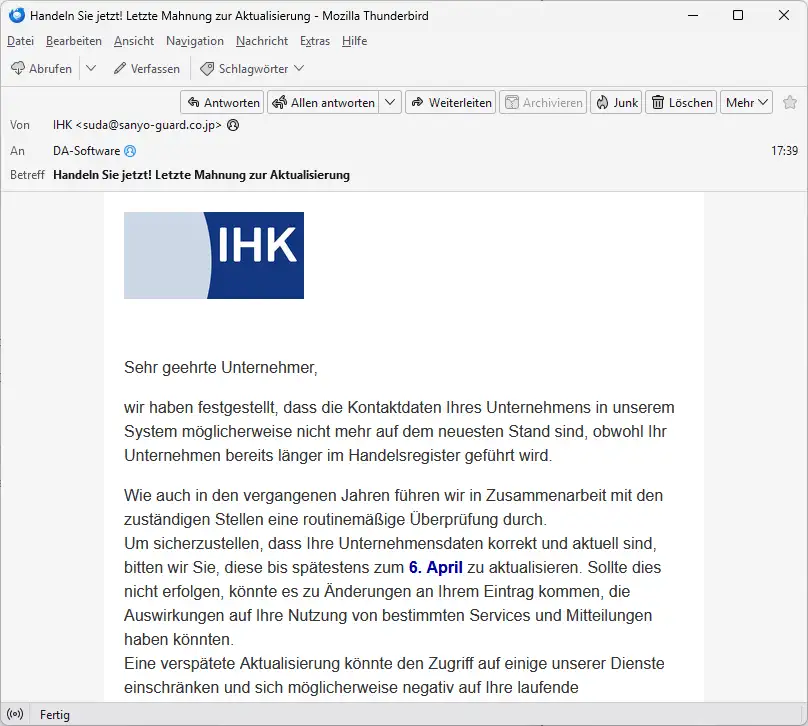 Handeln Sie jetzt! Letzte Mahnung zur Aktualisierung - Mozilla Thunderbird
Datei Bearbeiten Ansicht Navigation Nachricht Extras Hilfe
Abrufen Verfassen Schlagwörter
Antworten Allen antworten Weiterleiten Archivieren Junk Löschen Mehr
Von IHK <suda@sanyo-guard.co.jp>
An DA-Software 17:39
Betreff Handeln Sie jetzt! Letzte Mahnung zur Aktualisierung
IHK
Sehr geehrte Unternehmer,
wir haben festgestellt, dass die Kontaktdaten Ihres Unternehmens in unserem
System möglicherweise nicht mehr auf dem neuesten Stand sind, obwohl Ihr
Unternehmen bereits länger im Handelsregister geführt wird.
Wie auch in den vergangenen Jahren führen wir in Zusammenarbeit mit den
zuständigen Stellen eine routinemäßige Überprüfung durch.
Um sicherzustellen, dass Ihre Unternehmensdaten korrekt und aktuell sind,
bitten wir Sie, diese bis spätestens zum 6. April zu aktualisieren. Sollte dies
nicht erfolgen, könnte es zu Änderungen an Ihrem Eintrag kommen, die
Auswirkungen auf Ihre Nutzung von bestimmten Services und Mitteilungen
haben könnten.
Eine verspätete Aktualisierung könnte den Zugriff auf einige unserer Dienste
einschränken und sich möglicherweise negativ auf Ihre laufende
Fertig